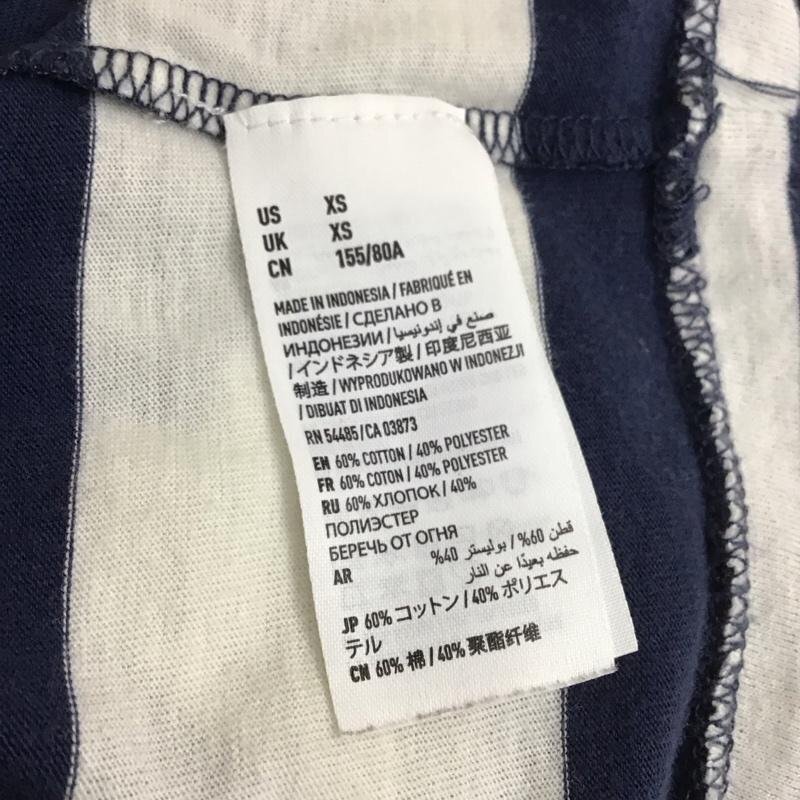 US XS
UK XS
CN 155/80A
MADE IN INDONESIA / FABRIQUÉ EN
INDONÉSIE / СДЕЛАНО В
ИНДОНЕЗИИ / صنع في إندونيسيا
/ インドネシア製 / 印度尼西亚
制造 / WYPRODUKOWANO W INDONEZJI
/ DIBUAT DI INDONESIA
RN 54485 / CA 03873
EN 60% COTTON / 40% POLYESTER
FR 60% COTON / 40% POLYESTER
RU 60% ХЛОПОК / 40%
ПОЛИЭСТЕР
БЕРЕЧЬ ОТ ОГНЯ
AR قطن 60% / بوليستر 40%
حفظه بعيدًا عن النار
JP 60% コットン / 40% ポリエス
テル
CN 60% 棉 / 40% 聚酯纤维